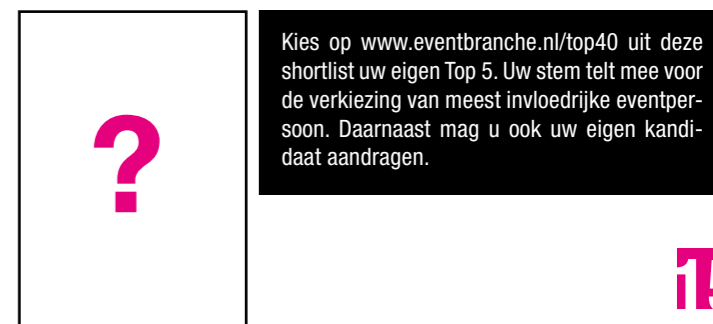 ?
Kies op www.eventbranche.nl/top40 uit deze
shortlist uw eigen Top 5. Uw stem telt mee voor
de verkiezing van meest invloedrijke eventper-
soon. Daarnaast mag u ook uw eigen kandi-
daat aandragen.